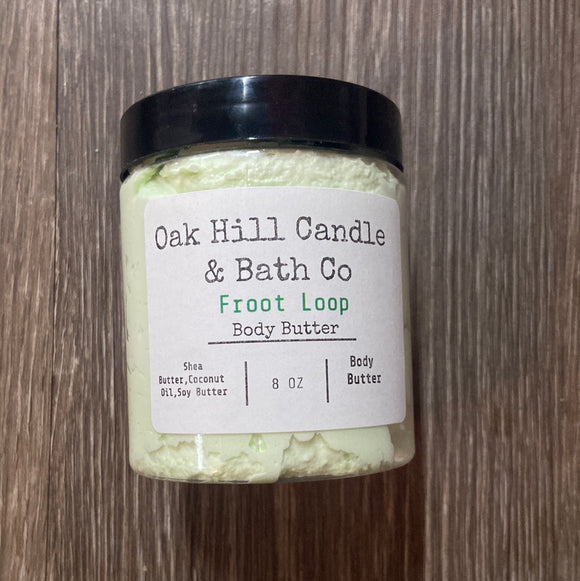 Oak Hill Candle
& Bath Co
Froot Loop
Body Butter
Shea
Butter,Coconut
Oil,Soy Butter
8 OZ
Body
Butter